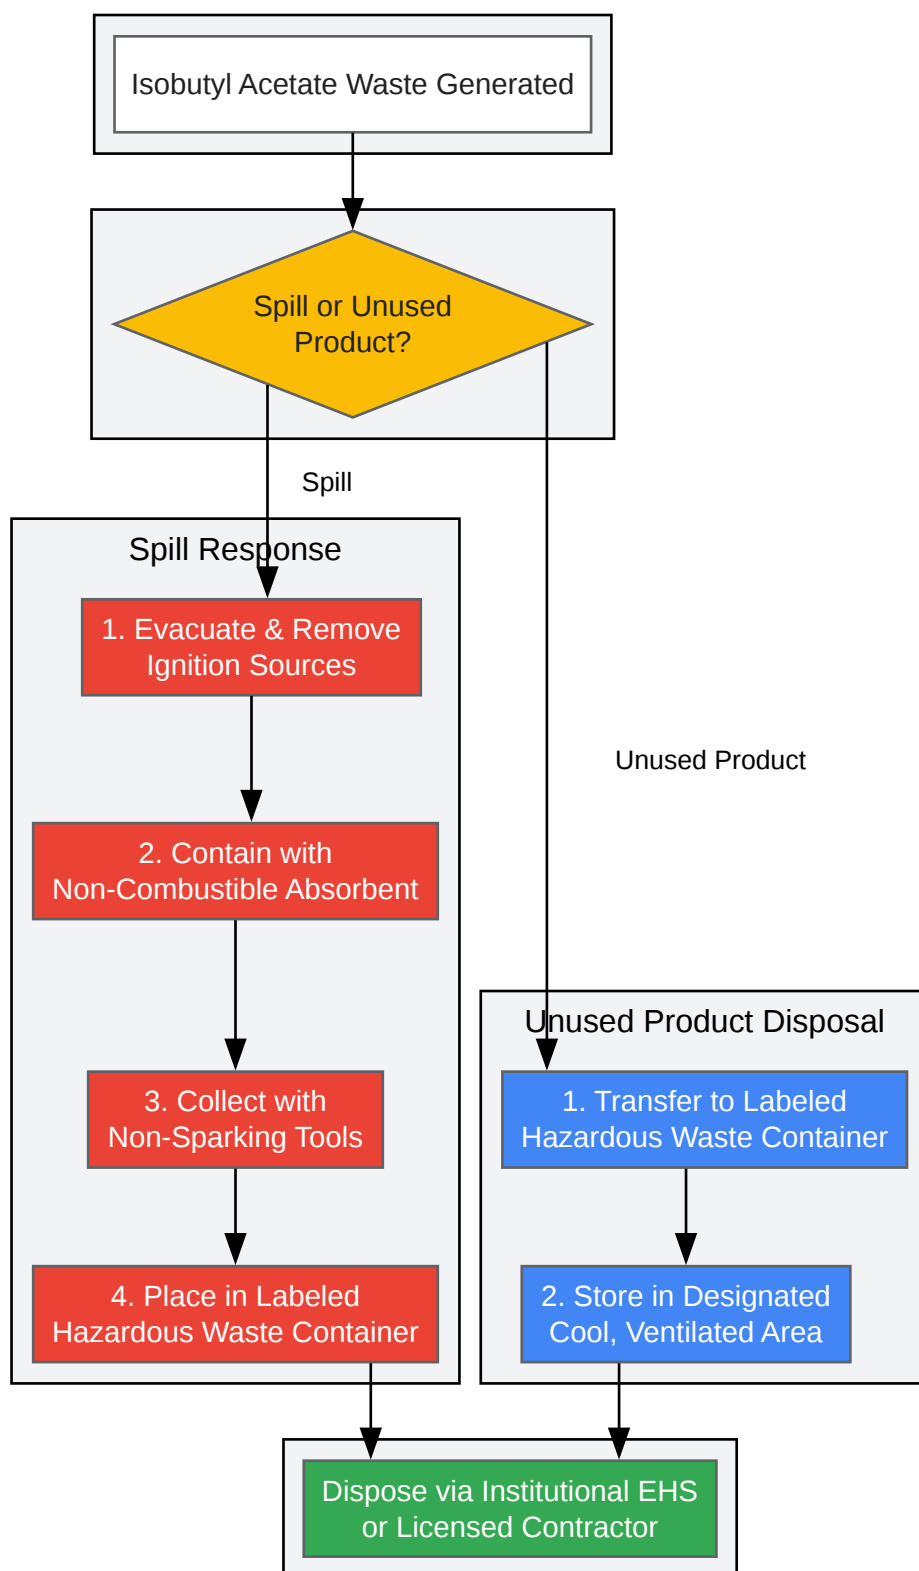 Isobutyl Acetate Waste Generated
Spill or Unused
Product?
Spill
Spill Response
1. Evacuate & Remove
Ignition Sources
2. Contain with
Non-Combustible Absorbent
3. Collect with
Non-Sparking Tools
4. Place in Labeled
Hazardous Waste Container
Unused Product
Unused Product Disposal
1. Transfer to Labeled
Hazardous Waste Container
2. Store in Designated
Cool, Ventilated Area
Dispose via Institutional EHS
or Licensed Contractor